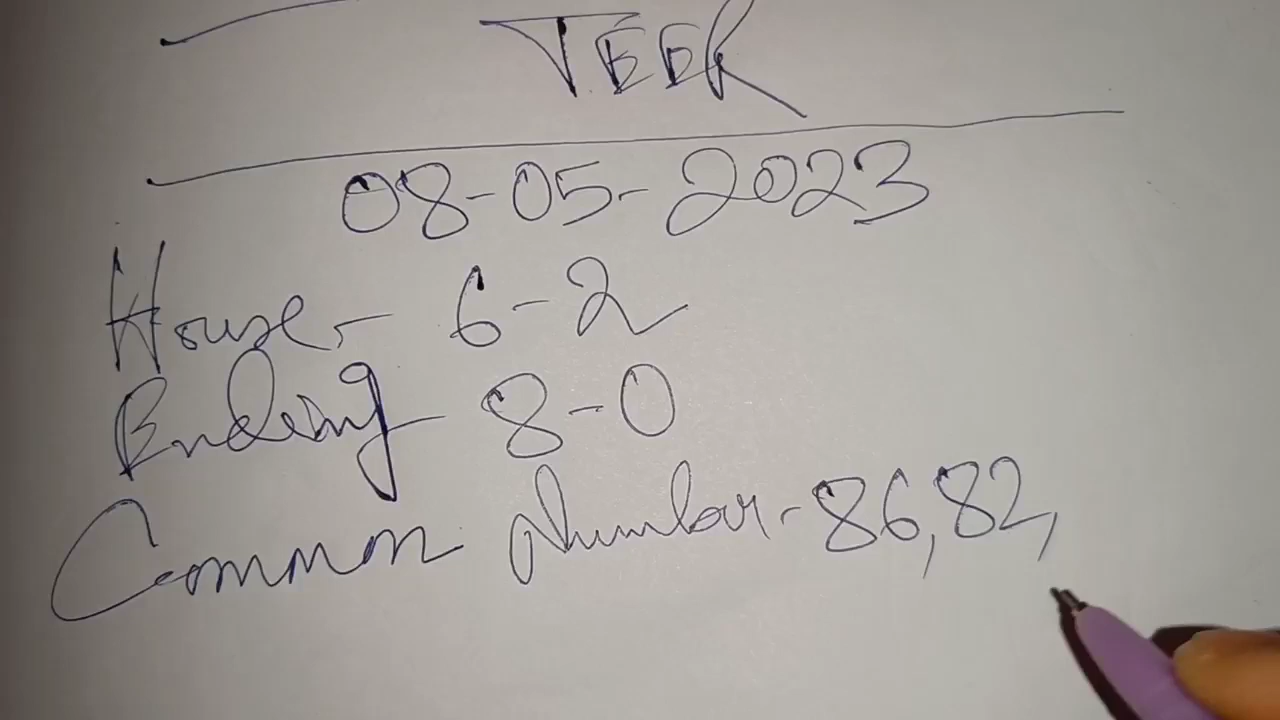 TEER
08-05-2023
House- 6-2
Ending- 8-0
Common Number-86,82,